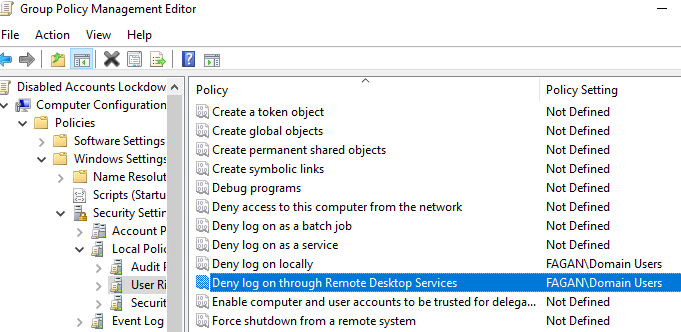 Group Policy Management Editor
File Action View Help
Disabled Accounts Lockdow
Computer Configuration
Policies
Software Settings
Windows Settings
Name Resolut
Scripts (Startu
Security Settin
Account P
Local Polic
Audit P
User Ri
Securit
Event Log
Policy Policy Setting
Create a token object Not Defined
Create global objects Not Defined
Create permanent shared objects Not Defined
Create symbolic links Not Defined
Debug programs Not Defined
Deny access to this computer from the network Not Defined
Deny log on as a batch job Not Defined
Deny log on as a service Not Defined
Deny log on locally FAGAN\Domain Users
Deny log on through Remote Desktop Services FAGAN\Domain Users
Enable computer and user accounts to be trusted for delega... Not Defined
Force shutdown from a remote system Not Defined